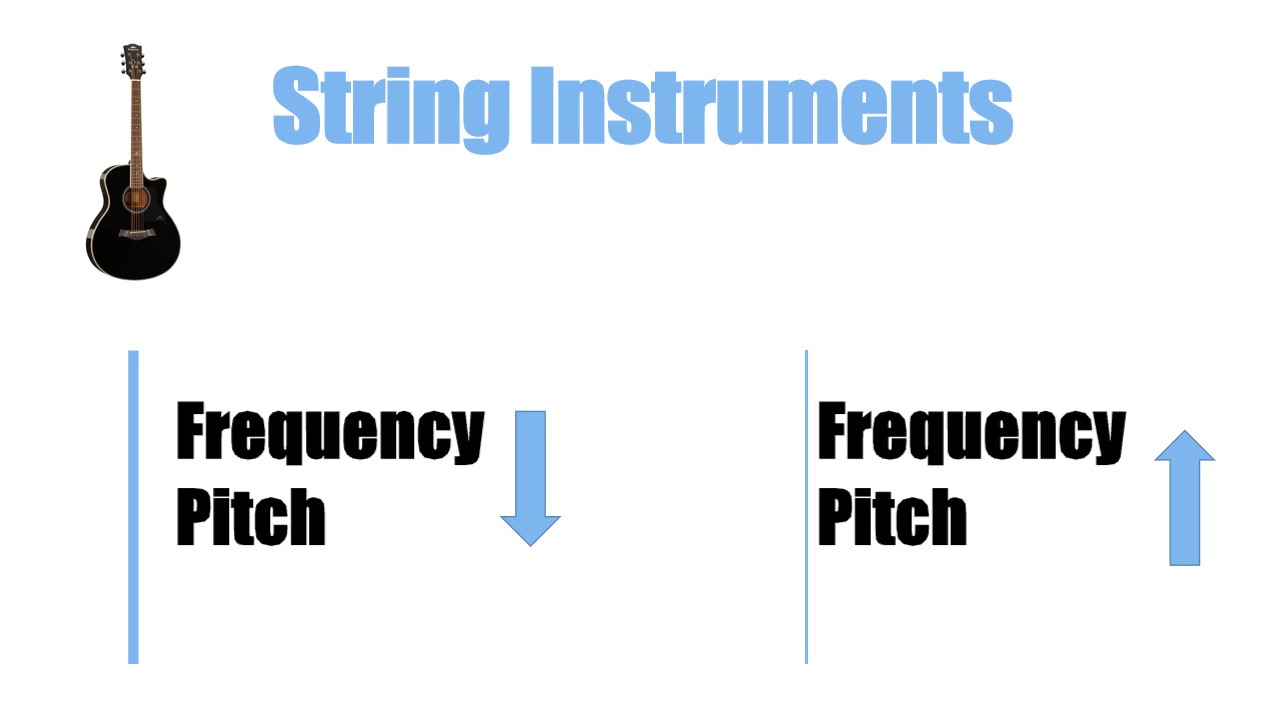 String Instruments
Frequency
Pitch
Frequency
Pitch